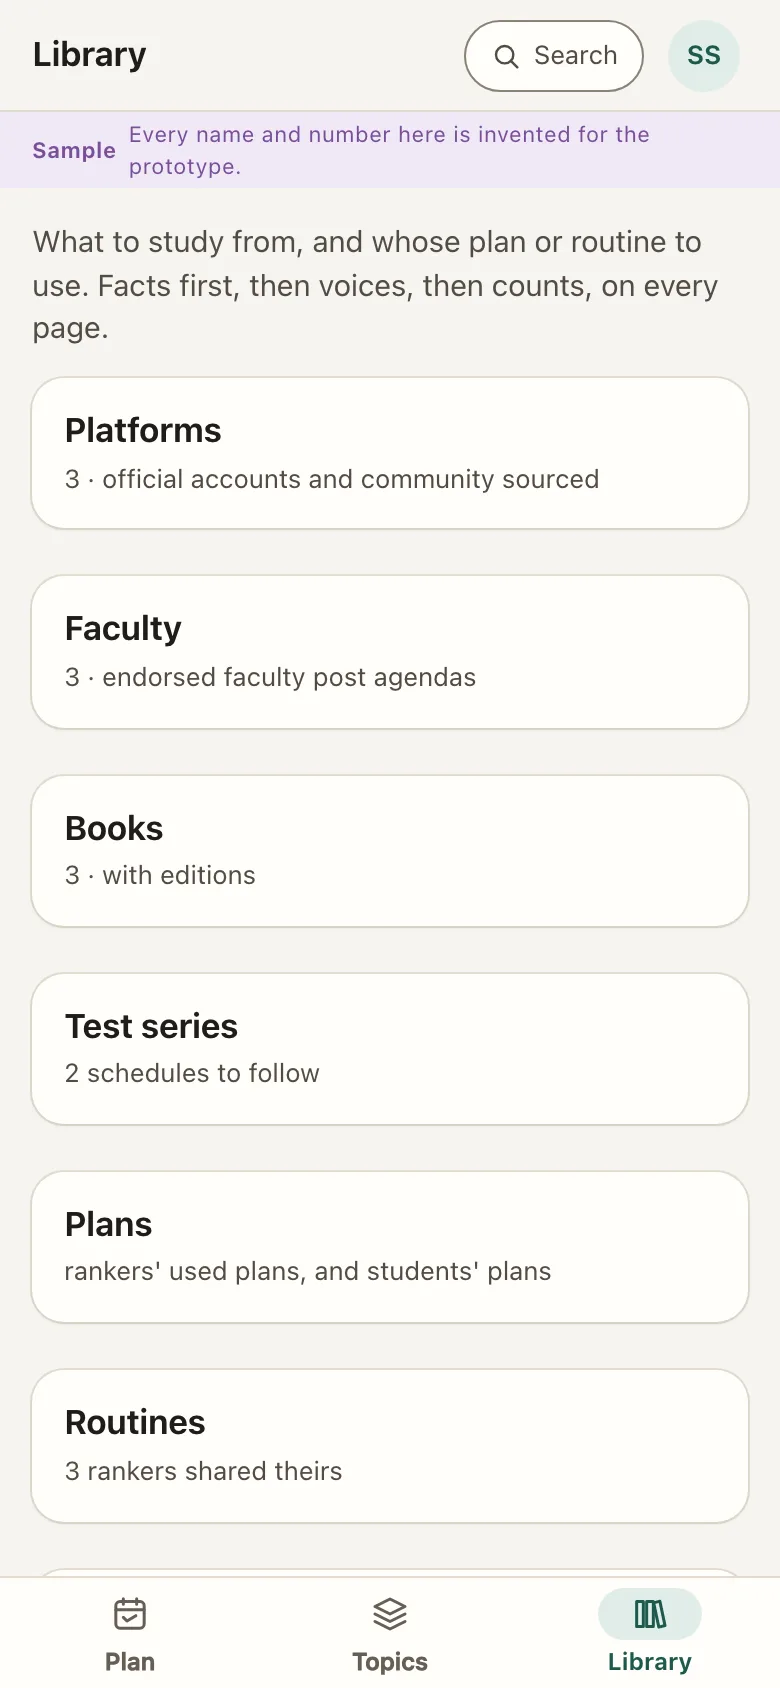 Library
Search
SS
Sample
Every name and number here is invented for the
prototype.
What to study from, and whose plan or routine to
use. Facts first, then voices, then counts, on every
page.
Platforms
3 · official accounts and community sourced
Faculty
3 · endorsed faculty post agendas
Books
3 · with editions
Test series
2 schedules to follow
Plans
rankers' used plans, and students' plans
Routines
3 rankers shared theirs
Plan
Topics
Library